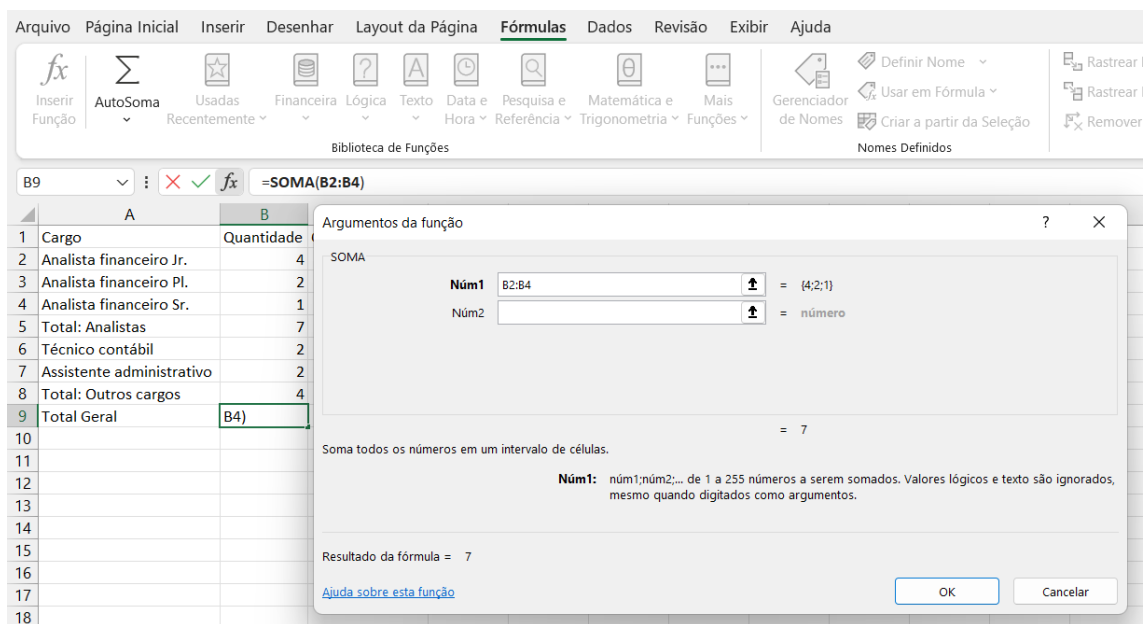 Arquivo Página Inicial Inserir Desenhar Layout da Página Fórmulas Dados Revisão Exibir Ajuda
fx
Inserir Função
AutoSoma
Usadas Recentemente
Financeira
Lógica
Texto
Data e Hora
Pesquisa e Referência
Matemática e Trigonometria
Mais Funções
Biblioteca de Funções
Gerenciador de Nomes
Definir Nome
Usar em Fórmula
Criar a partir da Seleção
Nomes Definidos
Rastrear
Rastrear
Remover
B9 fx =SOMA(B2:B4)
A B
1 Cargo Quantidade
2 Analista financeiro Jr. 4
3 Analista financeiro Pl. 2
4 Analista financeiro Sr. 1
5 Total: Analistas 7
6 Técnico contábil 2
7 Assistente administrativo 2
8 Total: Outros cargos 4
9 Total Geral B4)
10
11
12
13
14
15
16
17
18
Argumentos da função ?
SOMA
Núm1 B2:B4 = {4;2;1}
Núm2 = número
= 7
Soma todos os números em um intervalo de células.
Núm1: núm1;núm2;... de 1 a 255 números a serem somados. Valores lógicos e texto são ignorados,
mesmo quando digitados como argumentos.
Resultado da fórmula = 7
Ajuda sobre esta função
OK Cancelar